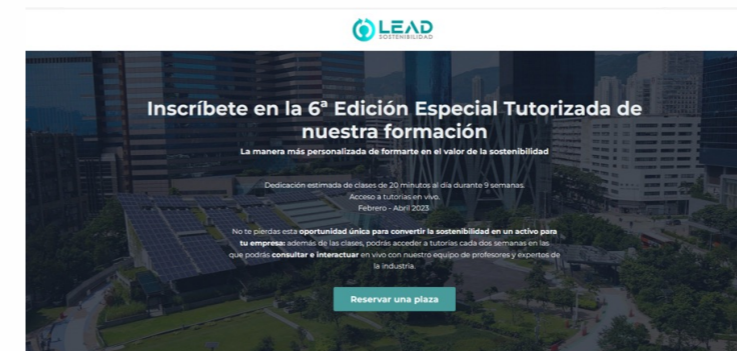 LEAD
SOSTENIBILIDAD
Inscríbete en la 6ª Edición Especial Tutorizada de
nuestra formación
La manera más personalizada de formarte en el valor de la sostenibilidad
Dedicación estimada de clases de 20 minutos al día durante 9 semanas.
Acceso a tutorías en vivo.
Febrero - Abril 2023
No te pierdas esta oportunidad única para convertir la sostenibilidad en un activo para
tu empresa: además de las clases, podrás acceder a tutorías cada dos semanas en las
que podrás consultar e interactuar en vivo con nuestro equipo de profesores y expertos de
la industria.
Reservar una plaza